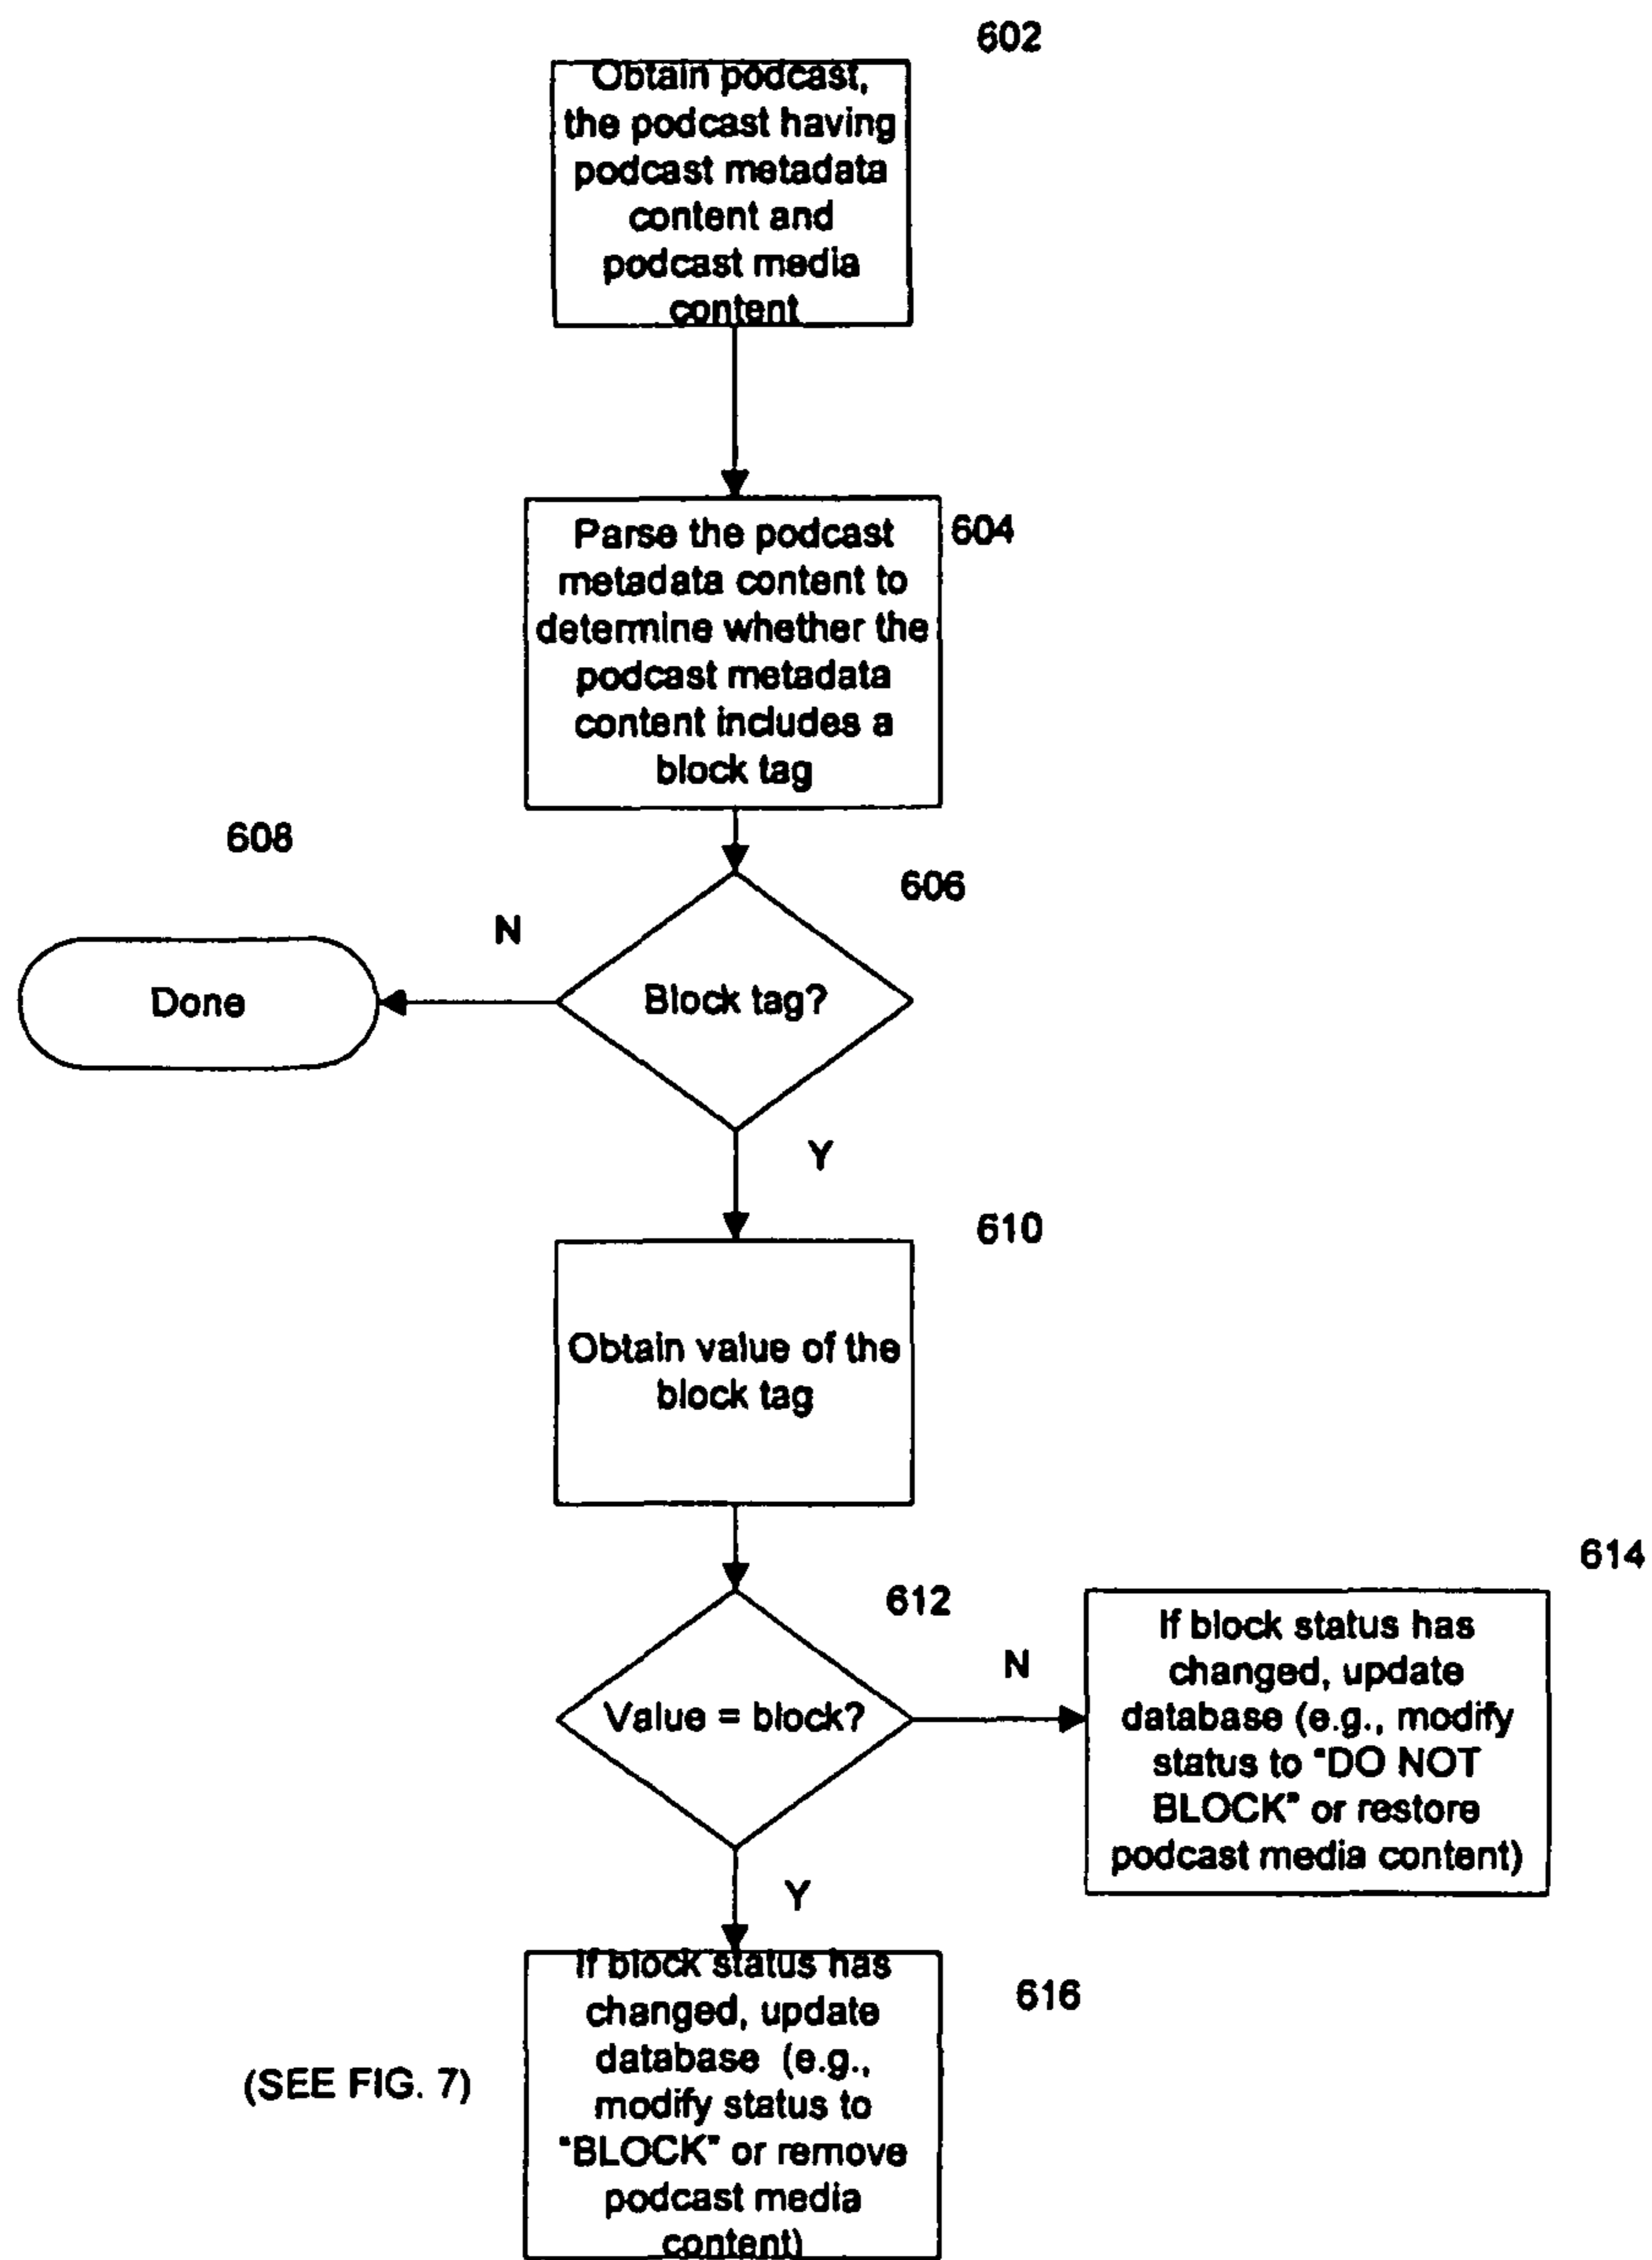 602
Obtain podcast,
the podcast having
podcast metadata
content and
podcast media
content
Parse the podcast
metadata content to
determine whether the
podcast metadata
content includes a
block tag
604
608
606
N
Done
Block tag?
Y
610
Obtain value of the
block tag
614
612
Value = block?
N
If block status has
changed, update
database (e.g., modify
status to "DO NOT
BLOCK" or restore
podcast media content)
Y
If block status has
changed, update
database (e.g.,
modify status to
"BLOCK" or remove
podcast media
content)
616
(SEE FIG. 7)